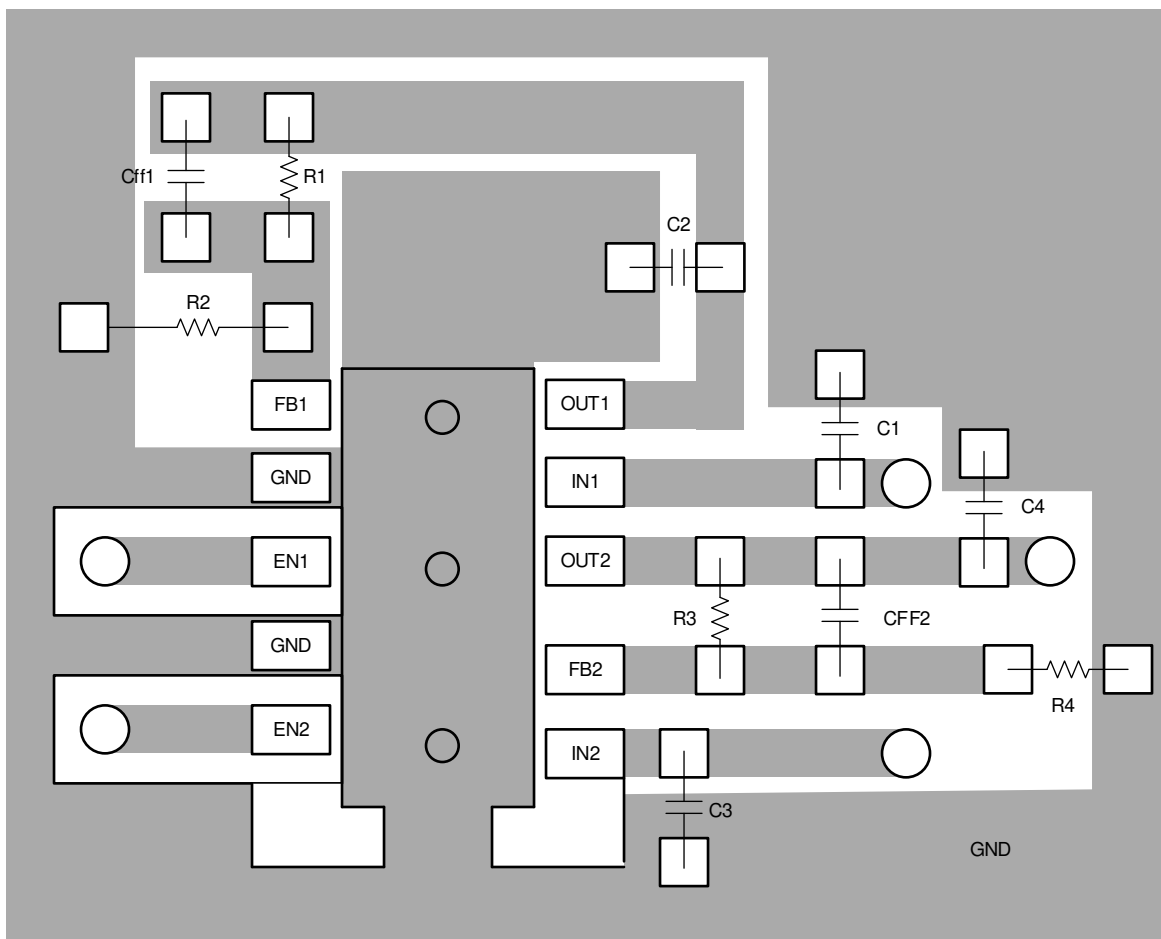 Cff1
R1
C2
R2
FB1
OUT1
C1
GND
IN1
C4
EN1
OUT2
R3
CFF2
GND
FB2
R4
EN2
IN2
C3
GND